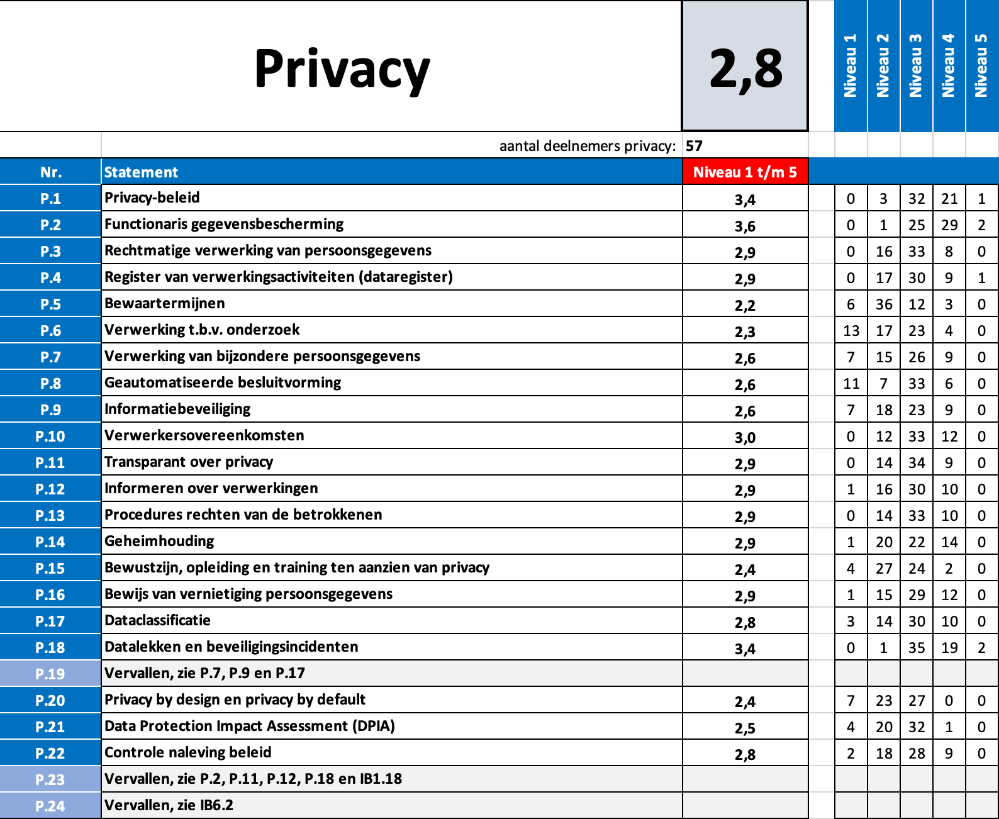 Privacy 2,8 Niveau 1 Niveau 2 Niveau 3 Niveau 4 Niveau 5
aantal deelnemers privacy: 57
Nr. Statement Niveau 1 t/m 5
P.1 Privacy-beleid 3,4 0 3 32 21 1
P.2 Functionaris gegevensbescherming 3,6 0 1 25 29 2
P.3 Rechtmatige verwerking van persoonsgegevens 2,9 0 16 33 8 0
P.4 Register van verwerkingsactiviteiten (dataregister) 2,9 0 17 30 9 1
P.5 Bewaartermijnen 2,2 6 36 12 3 0
P.6 Verwerking t.b.v. onderzoek 2,3 13 17 23 4 0
P.7 Verwerking van bijzondere persoonsgegevens 2,6 7 15 26 9 0
P.8 Geautomatiseerde besluitvorming 2,6 11 7 33 6 0
P.9 Informatiebeveiliging 2,6 7 18 23 9 0
P.10 Verwerkersovereenkomsten 3,0 0 12 33 12 0
P.11 Transparant over privacy 2,9 0 14 34 9 0
P.12 Informeren over verwerkingen 2,9 1 16 30 10 0
P.13 Procedures rechten van de betrokkenen 2,9 0 14 33 10 0
P.14 Geheimhouding 2,9 1 20 22 14 0
P.15 Bewustzijn, opleiding en training ten aanzien van privacy 2,4 4 27 24 2 0
P.16 Bewijs van vernietiging persoonsgegevens 2,9 1 15 29 12 0
P.17 Dataclassificatie 2,8 3 14 30 10 0
P.18 Datalekken en beveiligingsincidenten 3,4 0 1 35 19 2
P.19 Vervallen, zie P.7, P.9 en P.17
P.20 Privacy by design en privacy by default 2,4 7 23 27 0 0
P.21 Data Protection Impact Assessment (DPIA) 2,5 4 20 32 1 0
P.22 Controle naleving beleid 2,8 2 18 28 9 0
P.23 Vervallen, zie P.2, P.11, P.12, P.18 en IB1.18
P.24 Vervallen, zie IB6.2